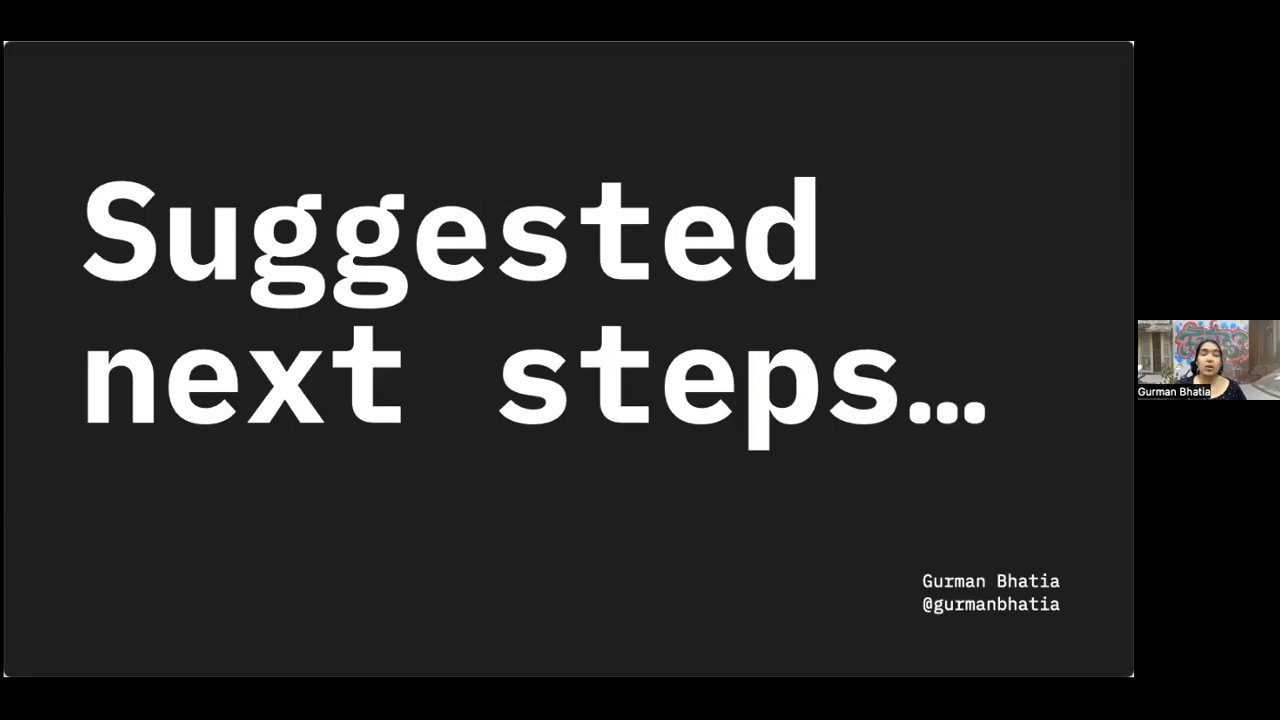 Suggested
next steps…
Gurman Bhatia
@gurmanbhatia
Gurman Bhatia